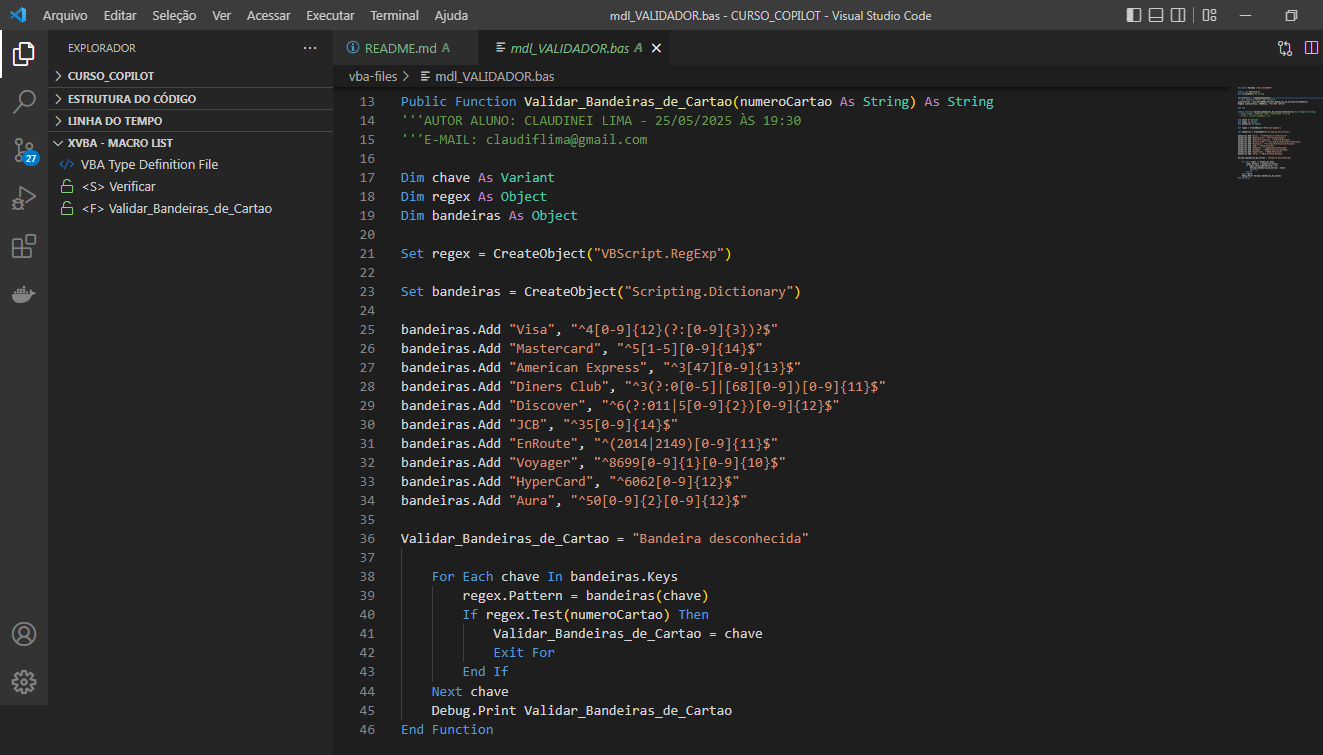 Arquivo Editar Seleção Ver Acessar Executar Terminal Ajuda
mdl_VALIDADOR.bas - CURSO_COPILOT - Visual Studio Code
EXPLORADOR ...
CURSO_COPILOT
ESTRUTURA DO CÓDIGO
LINHA DO TEMPO
XVBA - MACRO LIST
VBA Type Definition File
<S> Verificar
<F> Validar_Bandeiras_de_Cartao
27
README.md A
mdl_VALIDADOR.bas A
vba-files > mdl_VALIDADOR.bas
13 Public Function Validar_Bandeiras_de_Cartao(numeroCartao As String) As String
14 '''AUTOR ALUNO: CLAUDINEI LIMA - 25/05/2025 ÀS 19:30
15 '''E-MAIL: claudiflima@gmail.com
16
17 Dim chave As Variant
18 Dim regex As Object
19 Dim bandeiras As Object
20
21 Set regex = CreateObject("VBScript.RegExp")
22
23 Set bandeiras = CreateObject("Scripting.Dictionary")
24
25 bandeiras.Add "Visa", "^4[0-9]{12}(?:[0-9]{3})?$"
26 bandeiras.Add "Mastercard", "^5[1-5][0-9]{14}$"
27 bandeiras.Add "American Express", "^3[47][0-9]{13}$"
28 bandeiras.Add "Diners Club", "^3(?:0[0-5]|[68][0-9])[0-9]{11}$"
29 bandeiras.Add "Discover", "^6(?:011|5[0-9]{2})[0-9]{12}$"
30 bandeiras.Add "JCB", "^35[0-9]{14}$"
31 bandeiras.Add "EnRoute", "^(2014|2149)[0-9]{11}$"
32 bandeiras.Add "Voyager", "^8699[0-9]{1}[0-9]{10}$"
33 bandeiras.Add "HyperCard", "^6062[0-9]{12}$"
34 bandeiras.Add "Aura", "^50[0-9]{2}[0-9]{12}$"
35
36 Validar_Bandeiras_de_Cartao = "Bandeira desconhecida"
37
38 For Each chave In bandeiras.Keys
39 regex.Pattern = bandeiras(chave)
40 If regex.Test(numeroCartao) Then
41 Validar_Bandeiras_de_Cartao = chave
42 Exit For
43 End If
44 Next chave
45 Debug.Print Validar_Bandeiras_de_Cartao
46 End Function